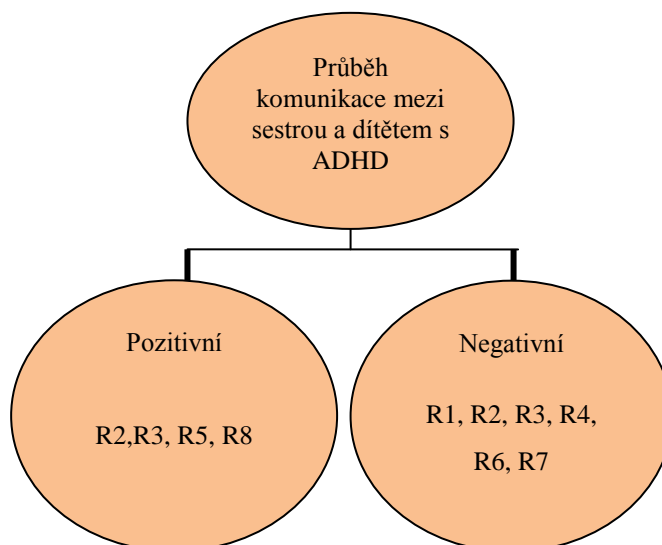 Průběh
komunikace mezi
sestrou a dítětem s
ADHD
Pozitivní
R2,R3, R5, R8
Negativní
R1, R2, R3, R4,
R6, R7